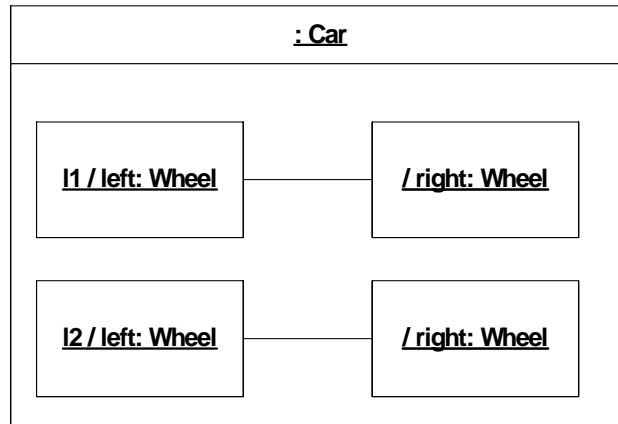 : Car
l1 / left: Wheel
/ right: Wheel
l2 / left: Wheel
/ right: Wheel